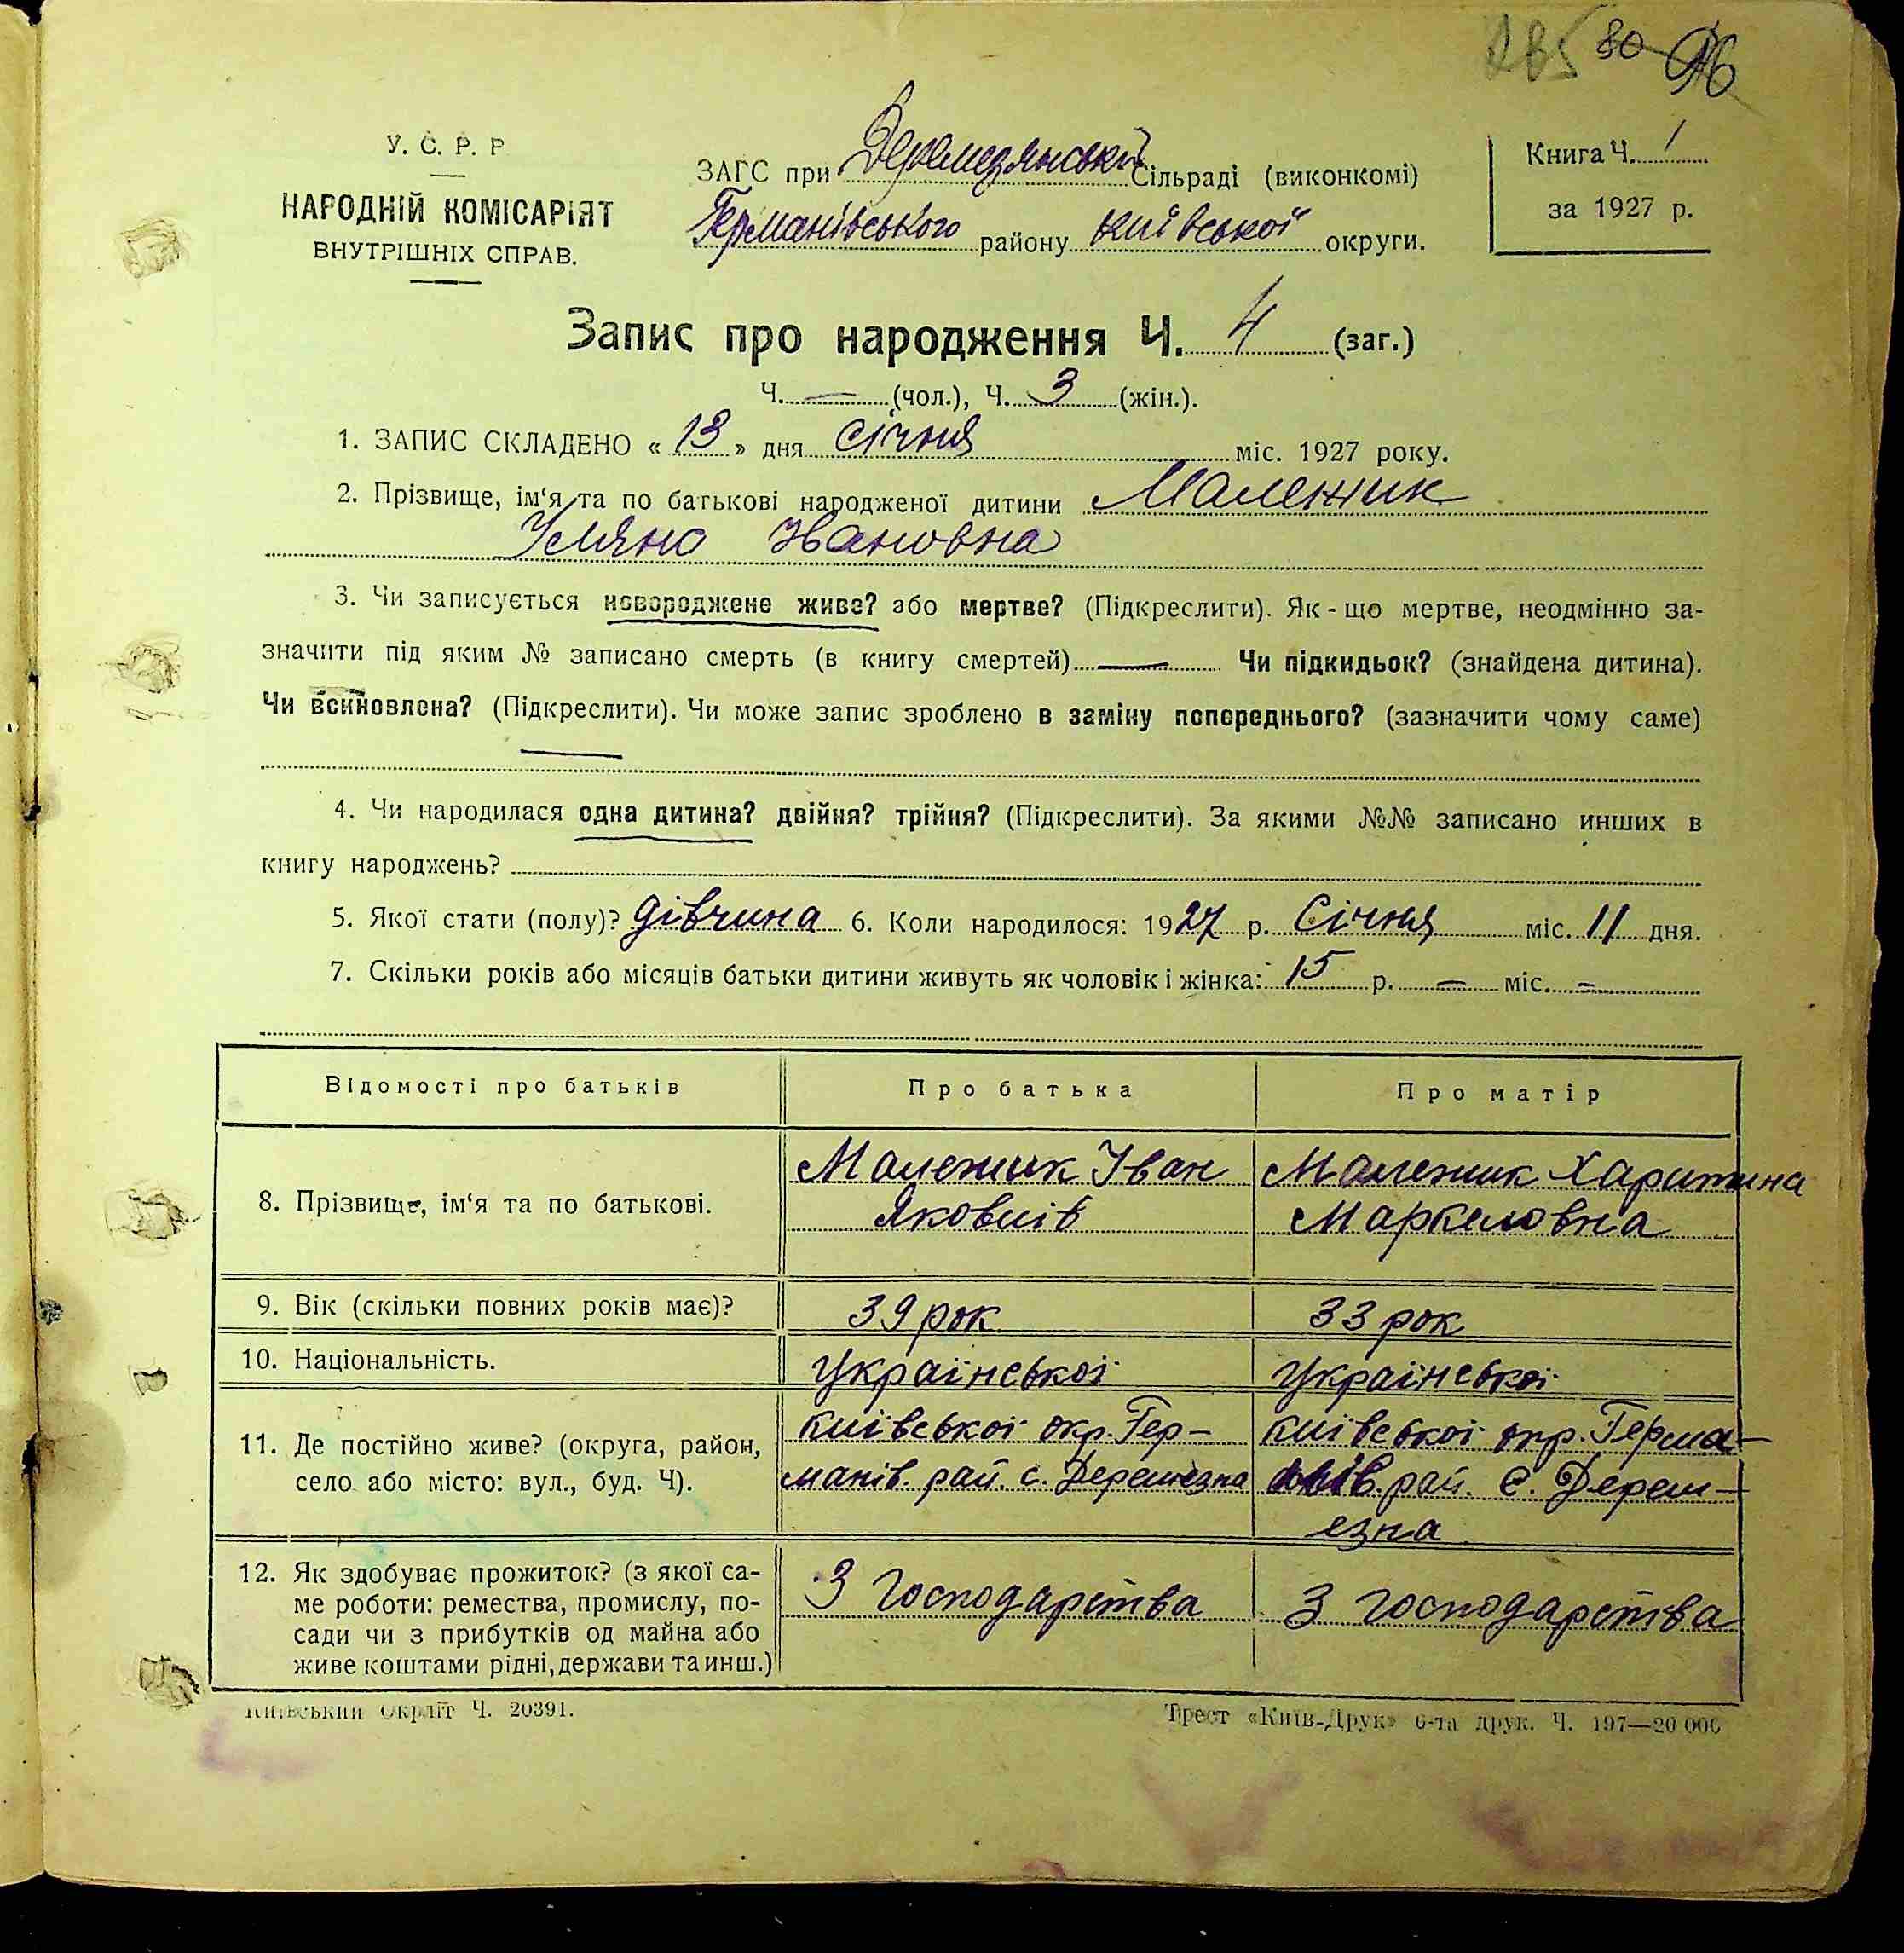 80 96
У. С. Р. Р
НАРОДНІЙ КОМІСАРІЯТ
ВНУТРІШНІХ СПРАВ.
ЗАГС при Деремезянській Сільраді (виконкомі)
Германівського району Київської округи.
Книга Ч. 1
за 1927 р.
Запис про народження Ч. 4 (заг.)
Ч. — (чол.), Ч. 3 (жін.).
1. ЗАПИС СКЛАДЕНО « 13 » дня січня міс. 1927 року.
2. Прізвище, ім‘я та по батькові народженої дитини Малежик
Уляна Ивановна
3. Чи записується новороджене живе? або мертве? (Підкреслити). Як - що мертве, неодмінно за-
значити під яким № записано смерть (в книгу смертей) — Чи підкидьок? (знайдена дитина).
Чи всиновлена? (Підкреслити). Чи може запис зроблено в заміну попереднього? (зазначити чому саме)
—
4. Чи народилася одна дитина? двійня? трійня? (Підкреслити). За якими №№ записано инших в
книгу народжень?
5. Якої стати (полу)? дівчина 6. Коли народилося: 1927 р. Січня міс. 11 дня.
7. Скільки років або місяців батьки дитини живуть як чоловік і жінка: 15 р. — міс. —
Відомості про батьків Про батька Про матір
8. Прізвище, ім‘я та по батькові.
Малежик Іван
Яковлів
Малежик Харитина
Маркеловна
9. Вік (скільки повних років має)? 39 рок 33 рок
10. Національність. Української Української
11. Де постійно живе? (округа, район,
село або місто: вул., буд. Ч).
Київської окр. Гер-
манів. рай. с. Деремезна
Київської окр. Герма-
нів. рай. с. Дерем-
езна
12. Як здобуває прожиток? (з якої са-
ме роботи: ремества, промислу, по-
сади чи з прибутків од майна або
живе коштами рідні, держави та инш.)
З господарства
З господарства
Київський Окрліт Ч. 20391.
Трест «Київ-Друк» 6-та друк. Ч. 197—20 000